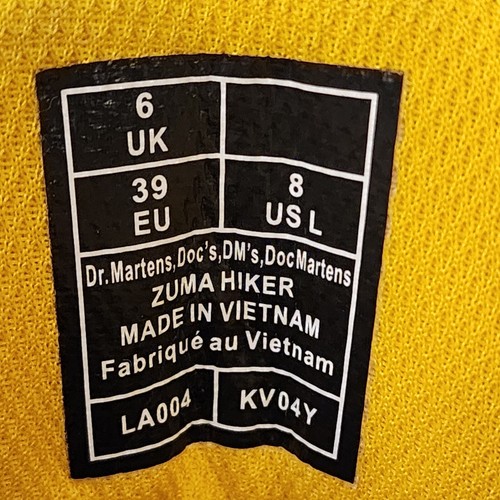 6
UK
39
EU
8
US L
Dr.Martens,Doc's,DM's,DocMartens
ZUMA HIKER
MADE IN VIETNAM
Fabriqué au Vietnam
LA004
KV04Y